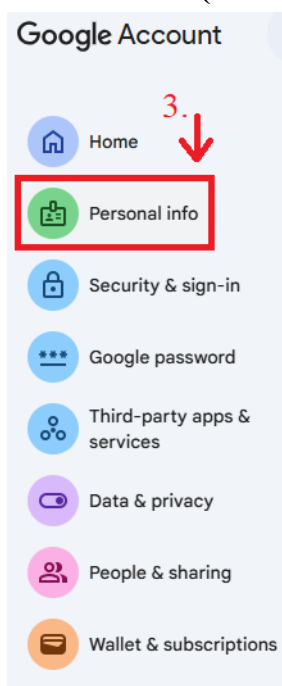 Google Account
3.
Home
Personal info
Security & sign-in
Google password
Third-party apps &
services
Data & privacy
People & sharing
Wallet & subscriptions